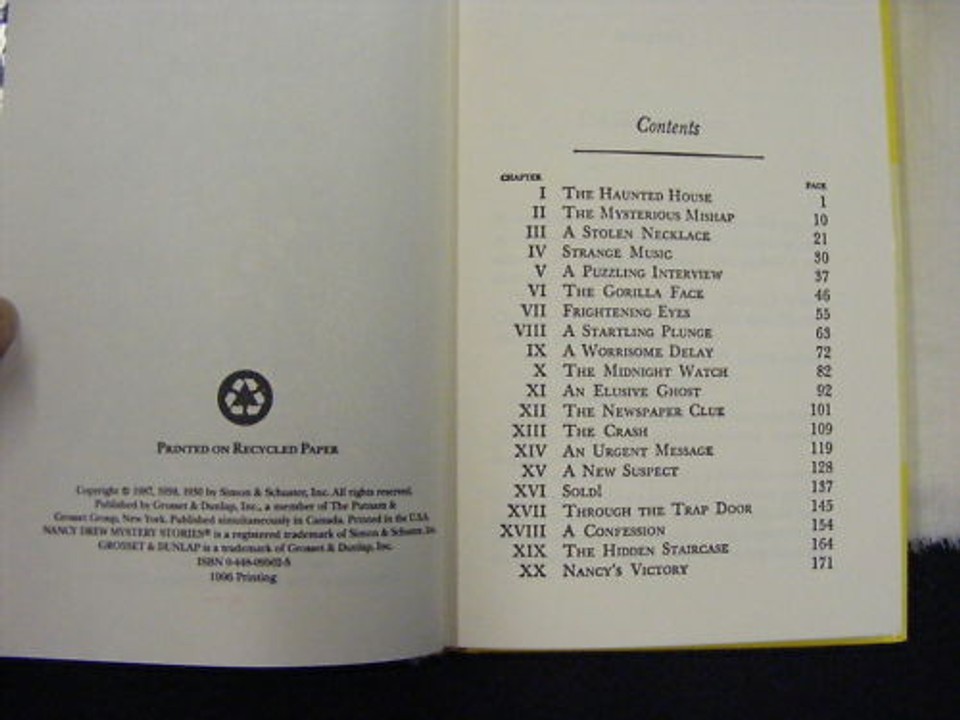 PRINTED ON RECYCLED PAPER
Copyright © 1987, 1959, 1930 by Simon & Schuster, Inc. All rights reserved.
Published by Grosset & Dunlap, Inc., a member of The Putnam &
Grosset Group, New York. Published simultaneously in Canada. Printed in the U.S.A.
NANCY DREW MYSTERY STORIES® is a registered trademark of Simon & Schuster, Inc.
GROSSET & DUNLAP is a trademark of Grosset & Dunlap, Inc.
ISBN 0-448-09502-5
1996 Printing
Contents
CHAPTER PAGE
I THE HAUNTED HOUSE 1
II THE MYSTERIOUS MISHAP 10
III A STOLEN NECKLACE 21
IV STRANGE MUSIC 30
V A PUZZLING INTERVIEW 37
VI THE GORILLA FACE 46
VII FRIGHTENING EYES 55
VIII A STARTLING PLUNGE 63
IX A WORRISOME DELAY 72
X THE MIDNIGHT WATCH 82
XI AN ELUSIVE GHOST 92
XII THE NEWSPAPER CLUE 101
XIII THE CRASH 109
XIV AN URGENT MESSAGE 119
XV A NEW SUSPECT 128
XVI SOLD! 137
XVII THROUGH THE TRAP DOOR 145
XVIII A CONFESSION 154
XIX THE HIDDEN STAIRCASE 164
XX NANCY'S VICTORY 171